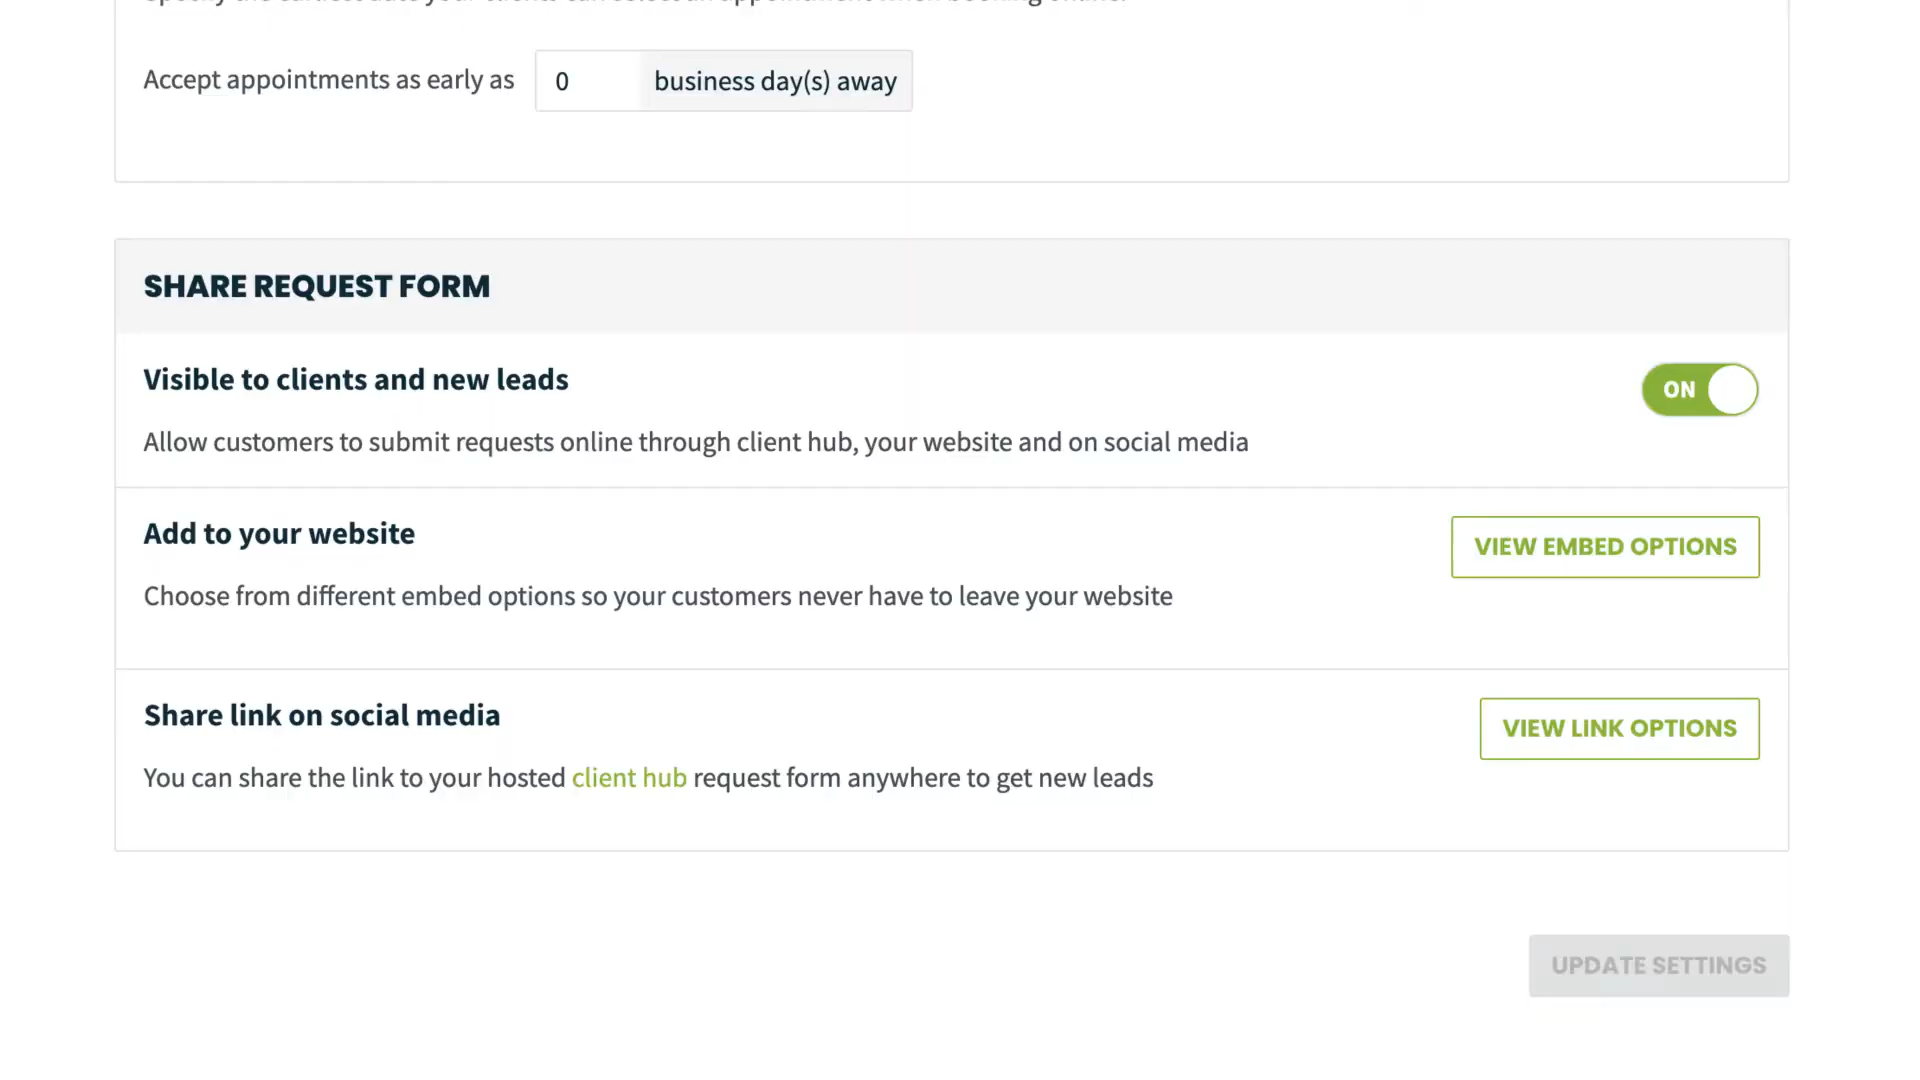 Accept appointments as early as 0 business day(s) away
SHARE REQUEST FORM
Visible to clients and new leads
ON
Allow customers to submit requests online through client hub, your website and on social media
Add to your website
VIEW EMBED OPTIONS
Choose from different embed options so your customers never have to leave your website
Share link on social media
VIEW LINK OPTIONS
You can share the link to your hosted client hub request form anywhere to get new leads
UPDATE SETTINGS